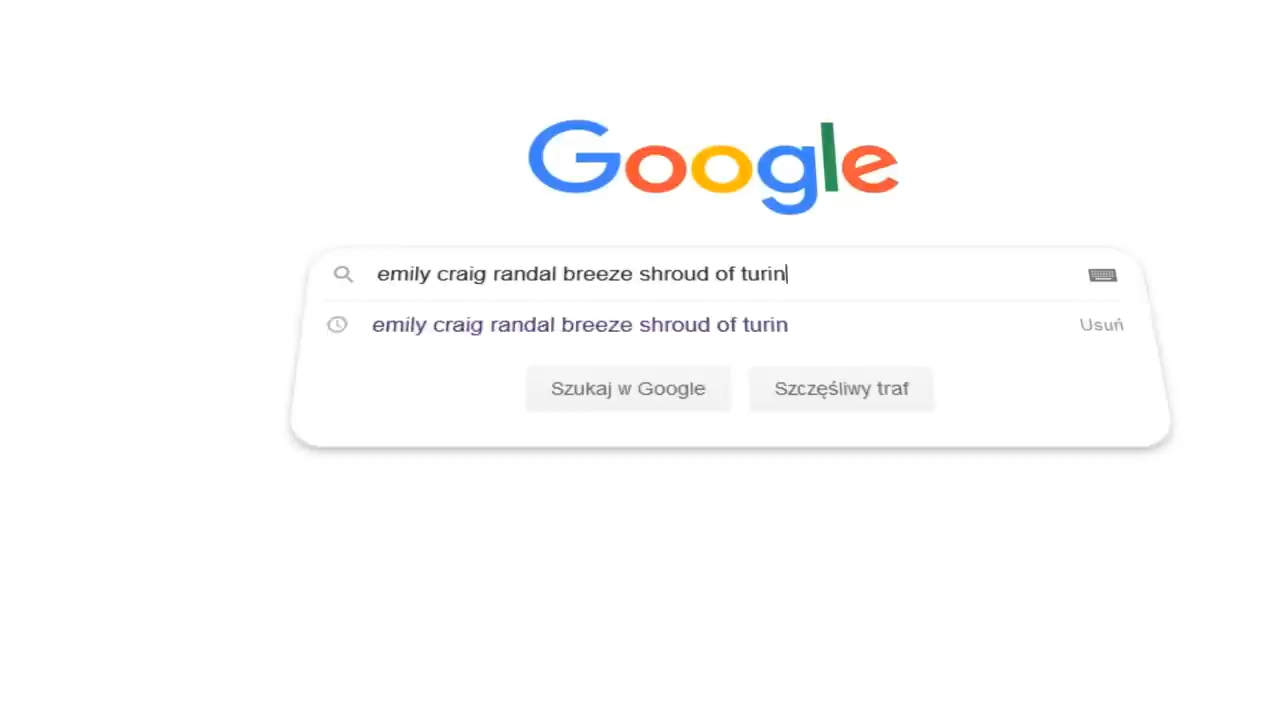 Google
emily craig randal breeze shroud of turin
emily craig randal breeze shroud of turin Usuń
Szukaj w Google Szczęśliwy traf